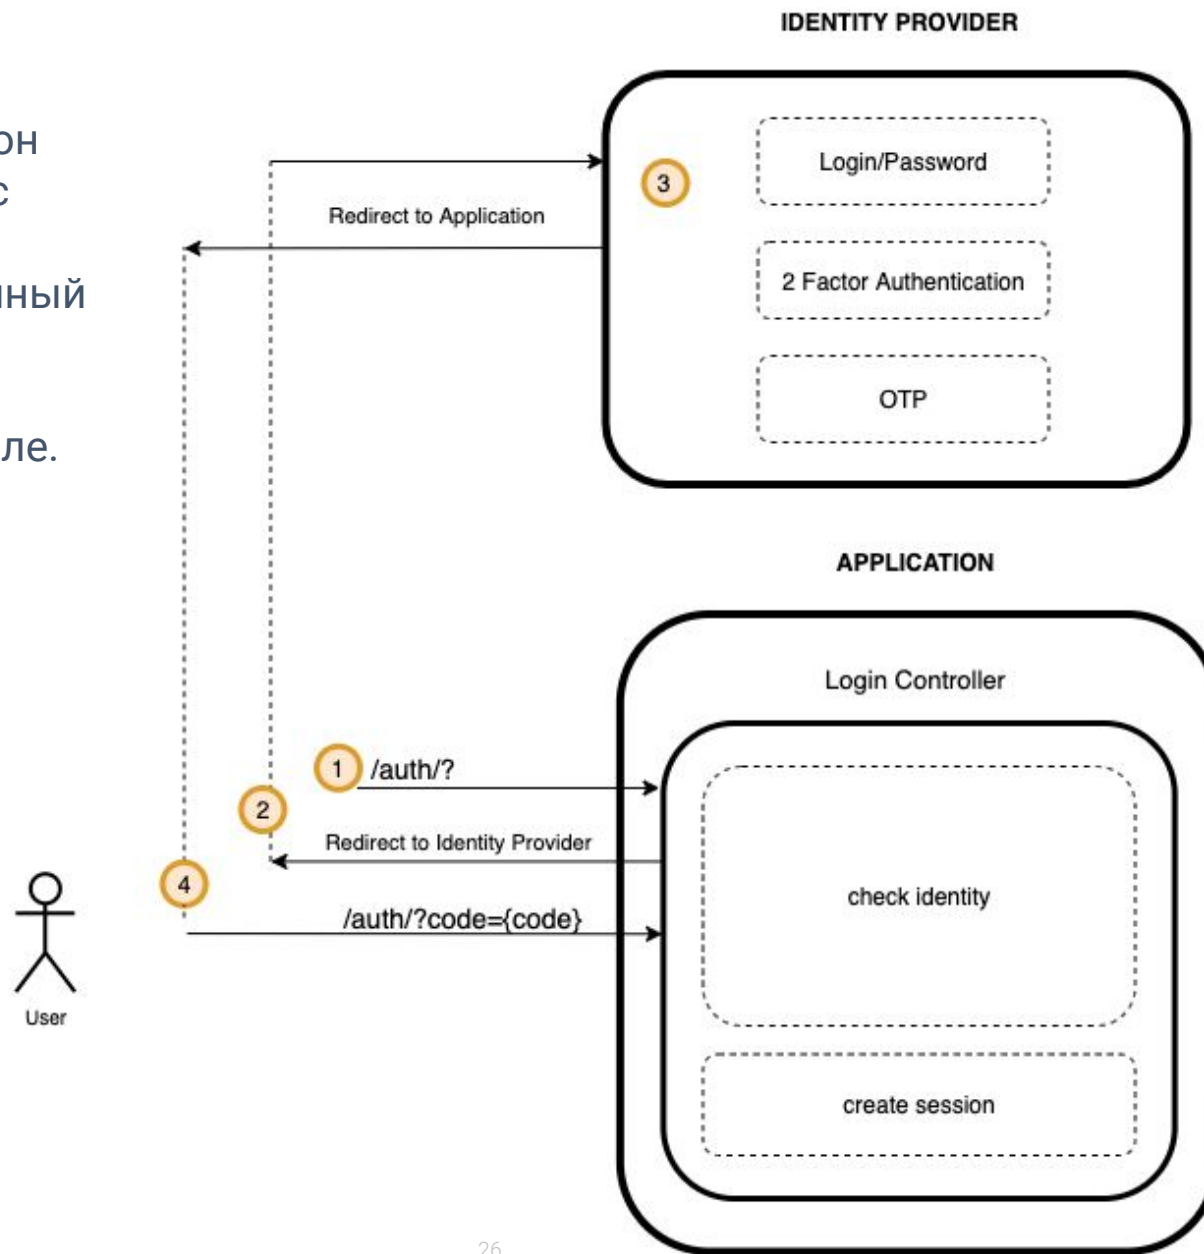 IDENTITY PROVIDER
он
с
ле.
Login/Password
3
Redirect to Application
2 Factor Authentication
OTP
APPLICATION
Login Controller
1
/auth/?
2
Redirect to Identity Provider
4
/auth/?code={code}
check identity
User
create session
26